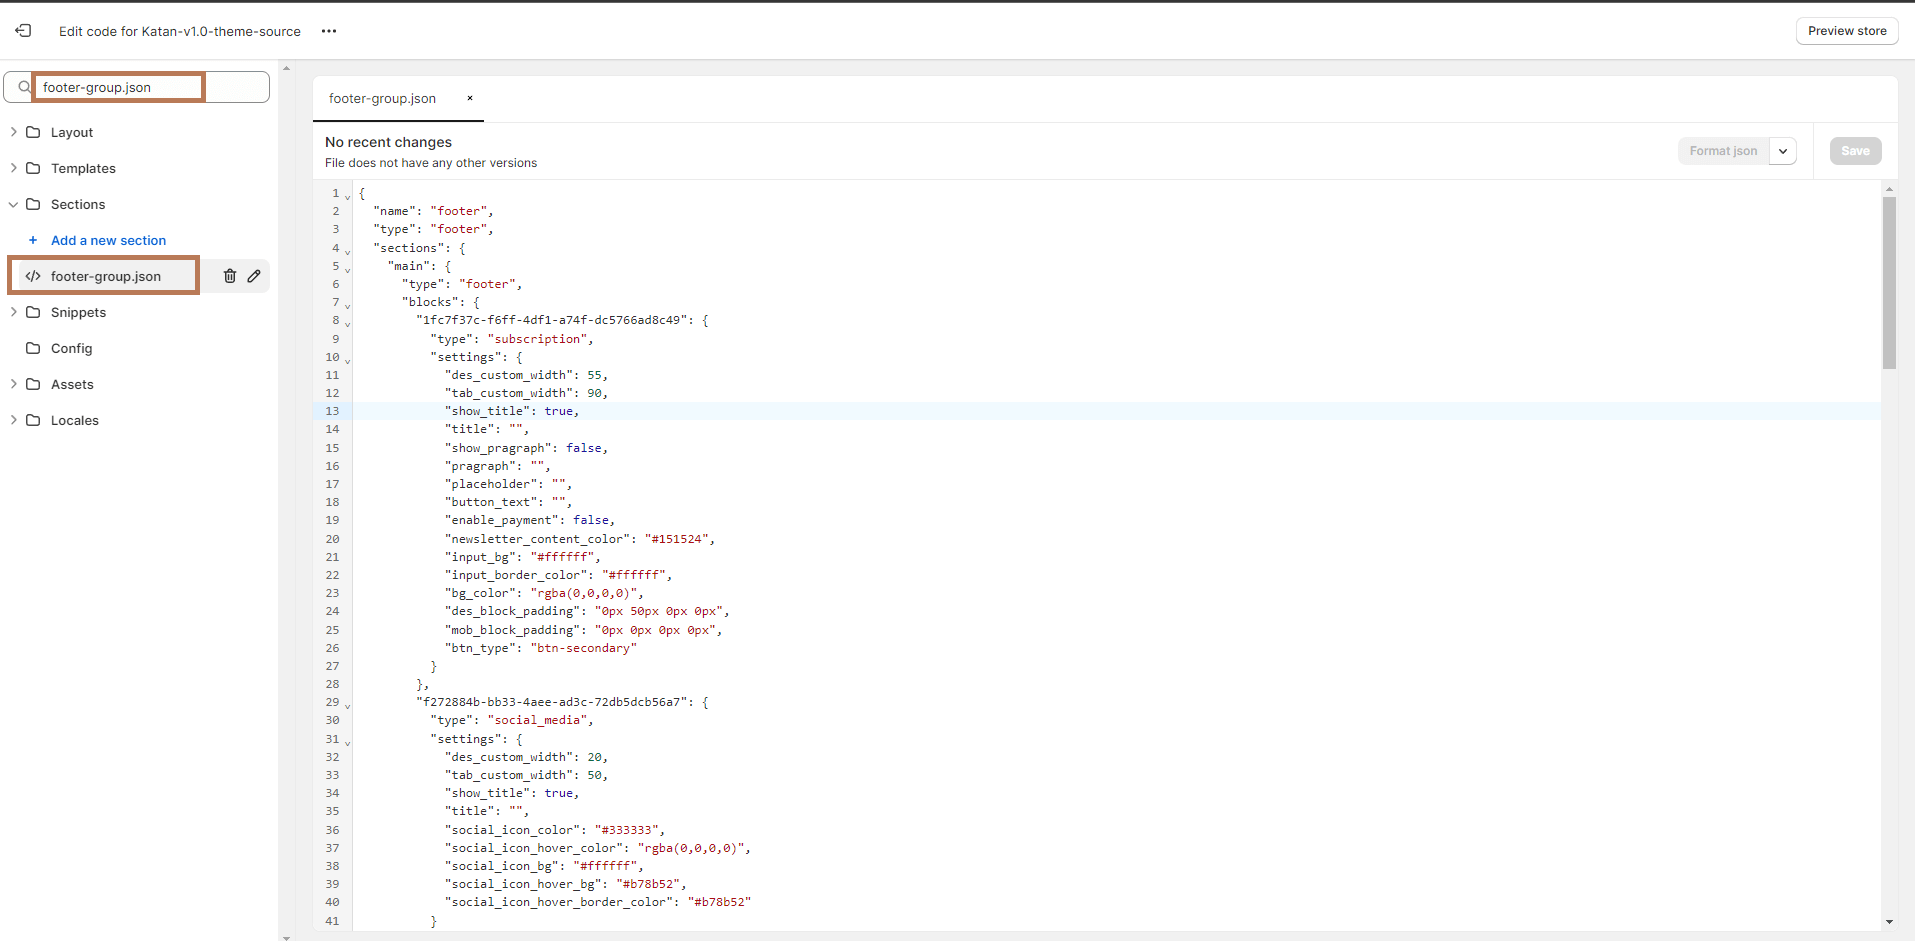 Edit code for Katan-v1.0-theme-source
Preview store
footer-group.json
Layout
Templates
Sections
+ Add a new section
</> footer-group.json
Snippets
Config
Assets
Locales
footer-group.json ×
No recent changes
File does not have any other versions
Format json
Save
1 {
2 "name": "footer",
3 "type": "footer",
4 "sections": {
5 "main": {
6 "type": "footer",
7 "blocks": {
8 "1fc7f37c-f6ff-4df1-a74f-dc5766ad8c49": {
9 "type": "subscription",
10 "settings": {
11 "des_custom_width": 55,
12 "tab_custom_width": 90,
13 "show_title": true,
14 "title": "",
15 "show_pragraph": false,
16 "pragraph": "",
17 "placeholder": "",
18 "button_text": "",
19 "enable_payment": false,
20 "newsletter_content_color": "#151524",
21 "input_bg": "#ffffff",
22 "input_border_color": "#ffffff",
23 "bg_color": "rgba(0,0,0,0)",
24 "des_block_padding": "0px 50px 0px 0px",
25 "mob_block_padding": "0px 0px 0px 0px",
26 "btn_type": "btn-secondary"
27 }
28 },
29 "f272884b-bb33-4aee-ad3c-72db5dcb56a7": {
30 "type": "social_media",
31 "settings": {
32 "des_custom_width": 20,
33 "tab_custom_width": 50,
34 "show_title": true,
35 "title": "",
36 "social_icon_color": "#333333",
37 "social_icon_hover_color": "rgba(0,0,0,0)",
38 "social_icon_bg": "#ffffff",
39 "social_icon_hover_bg": "#b78b52",
40 "social_icon_hover_border_color": "#b78b52"
41 }